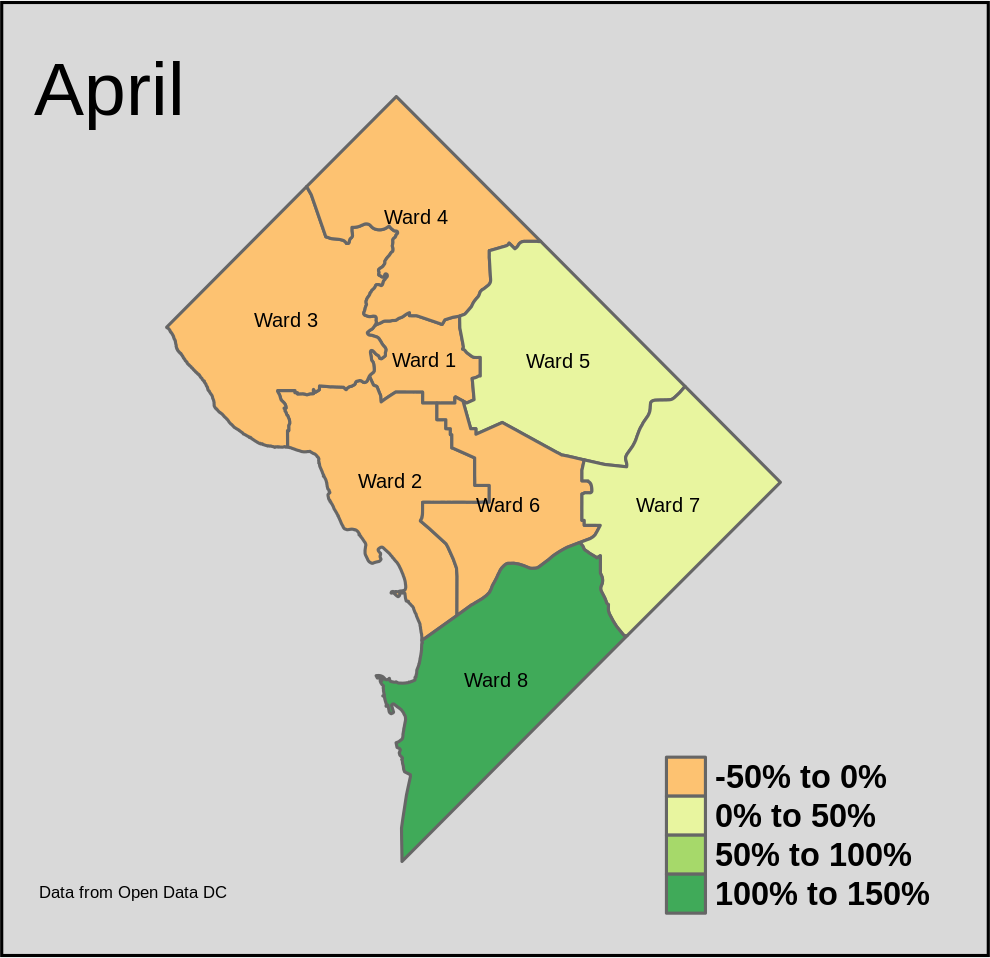 April
Ward 4
Ward 3
Ward 1
Ward 5
Ward 2
Ward 6
Ward 7
Ward 8
-50% to 0%
0% to 50%
50% to 100%
100% to 150%
Data from Open Data DC